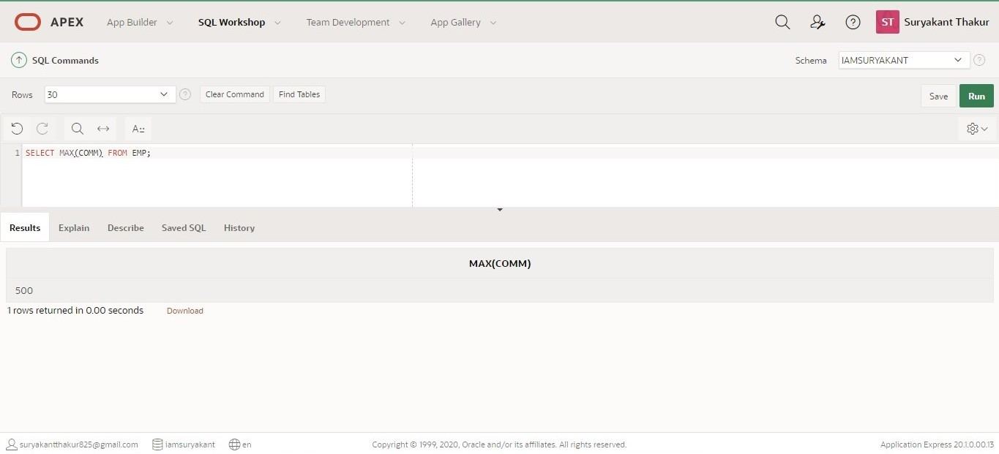 APEX App Builder SQL Workshop Team Development App Gallery ST Suryakant Thakur
SQL Commands Schema IAMSURYAKANT ?
Rows 30 ? Clear Command Find Tables Save Run
A
1 SELECT MAX(COMM) FROM EMP;
Results Explain Describe Saved SQL History
MAX(COMM)
500
1 rows returned in 0.00 seconds Download
suryakantthakur825@gmail.com iamsuryakant en Copyright © 1999, 2020, Oracle and/or its affiliates. All rights reserved. Application Express 20.1.0.00.13